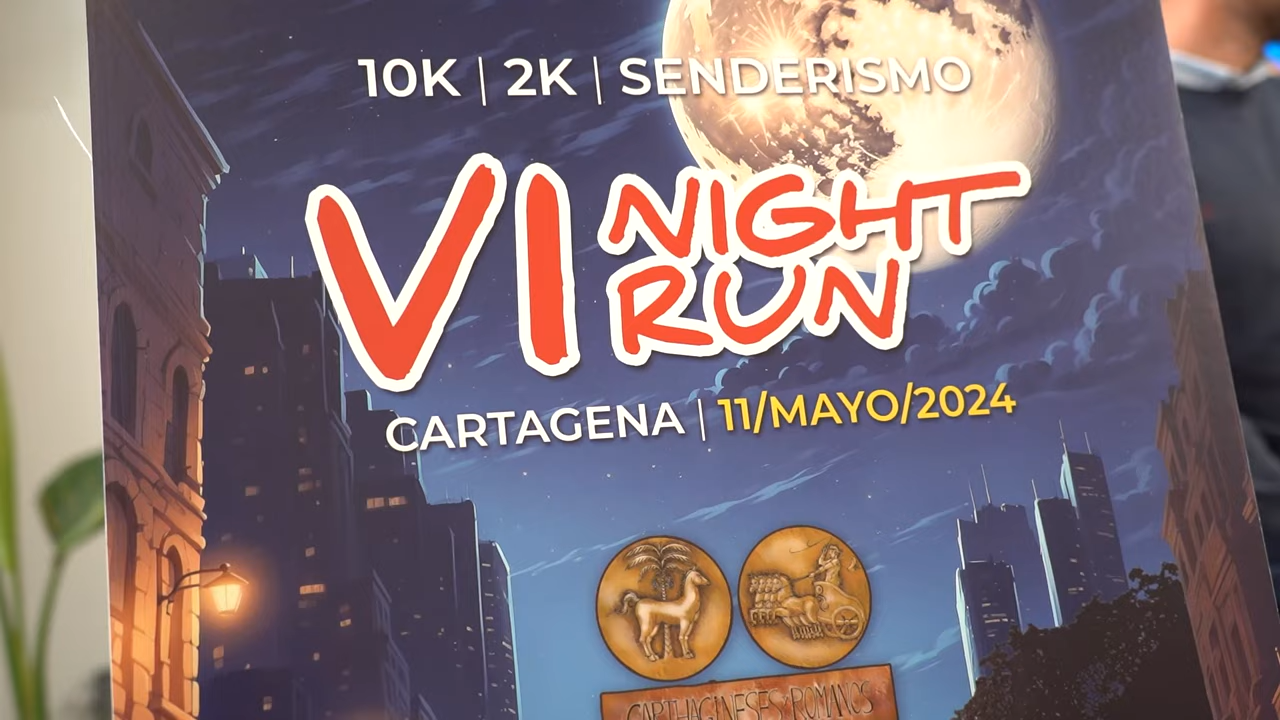 10K | 2K | SENDERISMO
VI NIGHT
RUN
CARTAGENA | 11/MAYO/2024
CARTHAGINESES Y ROMANOS